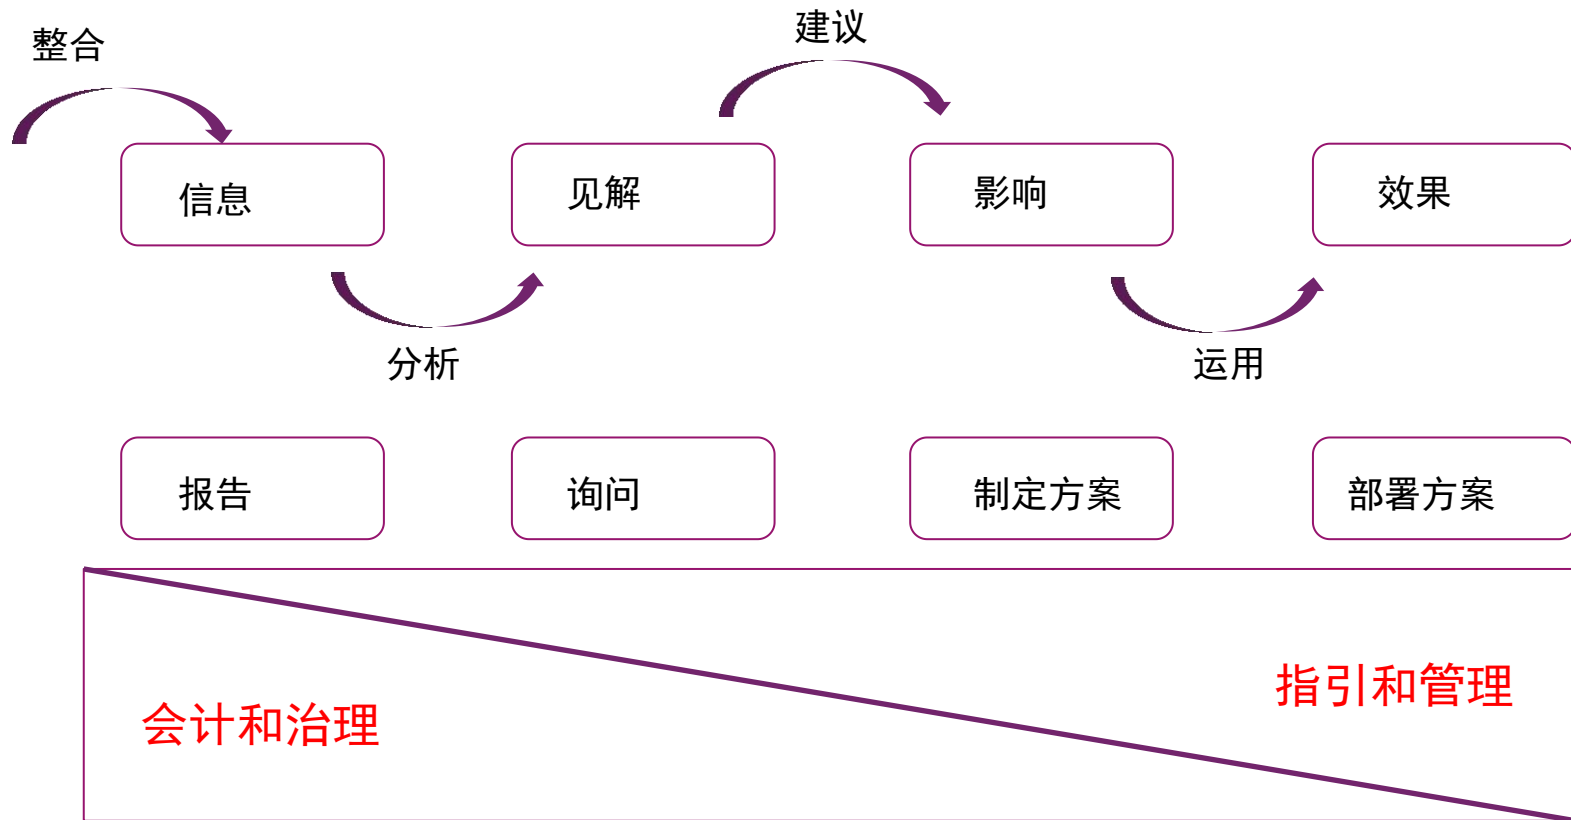 整合
建议
信息
见解
影响
效果
分析
运用
报告
询问
制定方案
部署方案
会计和治理
指引和管理